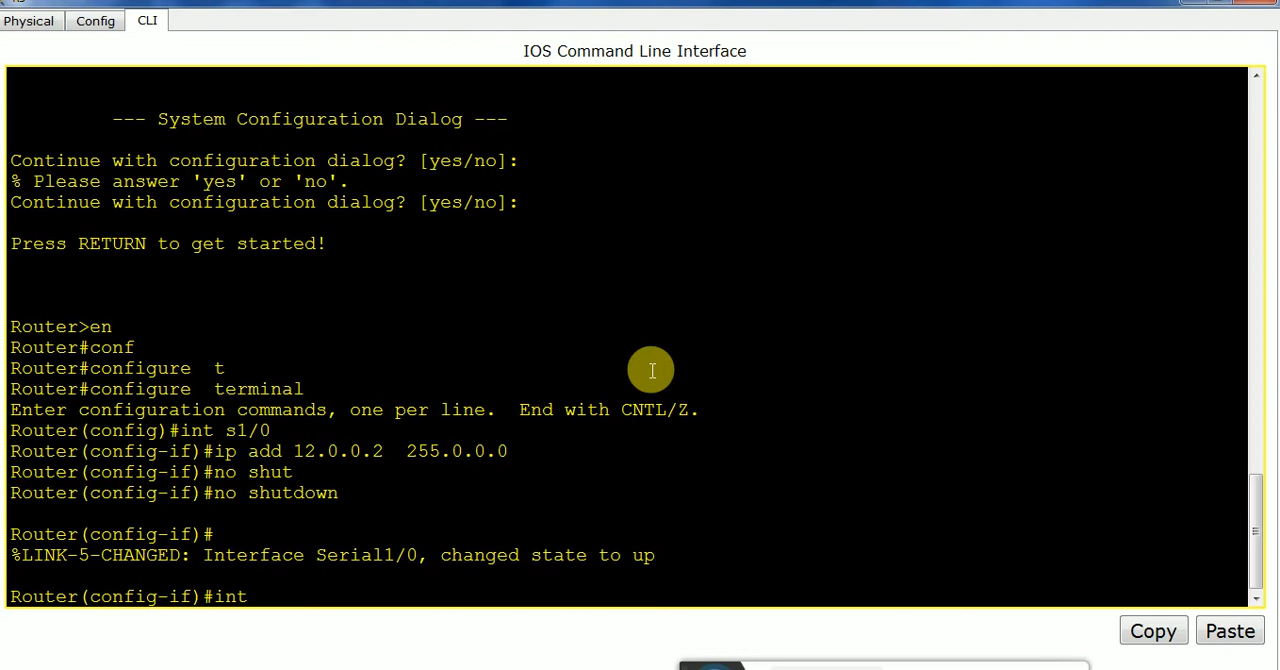 Physical Config CLI
IOS Command Line Interface
--- System Configuration Dialog ---
Continue with configuration dialog? [yes/no]:
% Please answer 'yes' or 'no'.
Continue with configuration dialog? [yes/no]:
Press RETURN to get started!
Router>en
Router#conf
Router#configure  t
Router#configure  terminal
Enter configuration commands, one per line.  End with CNTL/Z.
Router(config)#int s1/0
Router(config-if)#ip add 12.0.0.2  255.0.0.0
Router(config-if)#no shut
Router(config-if)#no shutdown
Router(config-if)#
%LINK-5-CHANGED: Interface Serial1/0, changed state to up
Router(config-if)#int
Copy Paste